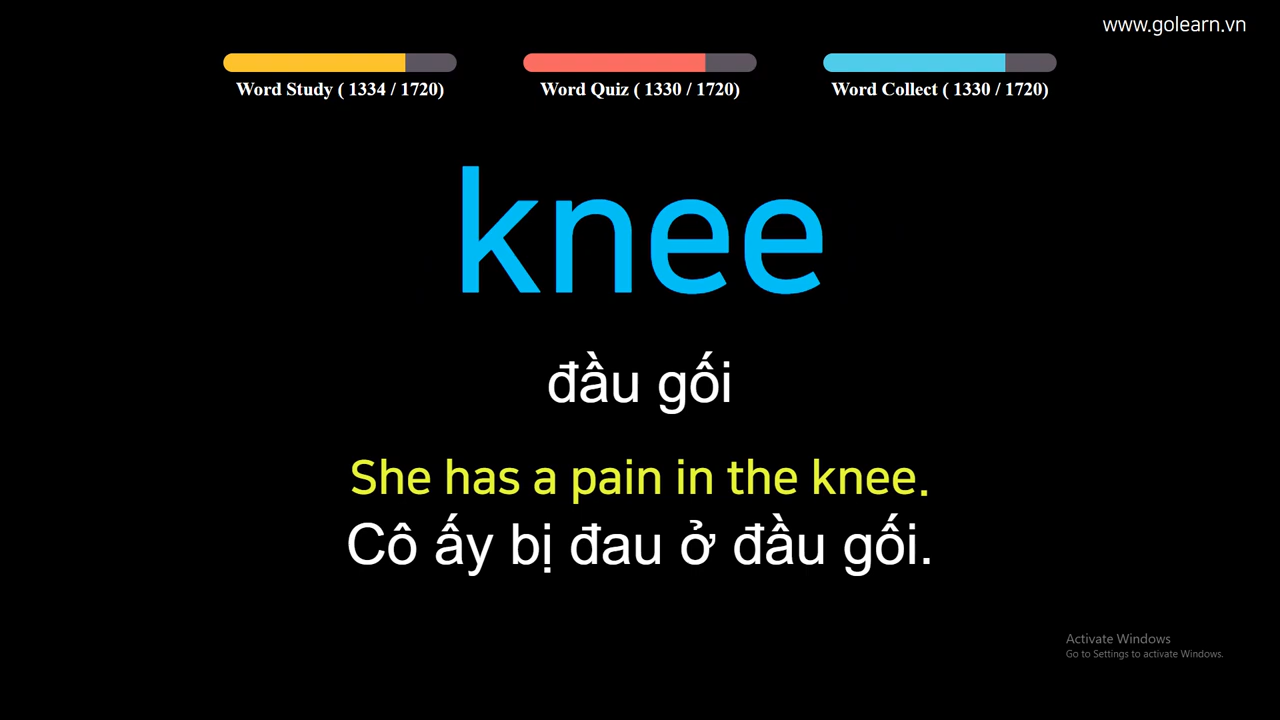 www.golearn.vn
Word Study ( 1334 / 1720)
Word Quiz ( 1330 / 1720)
Word Collect ( 1330 / 1720)
knee
đầu gối
She has a pain in the knee.
Cô ấy bị đau ở đầu gối.
Activate Windows
Go to Settings to activate Windows.